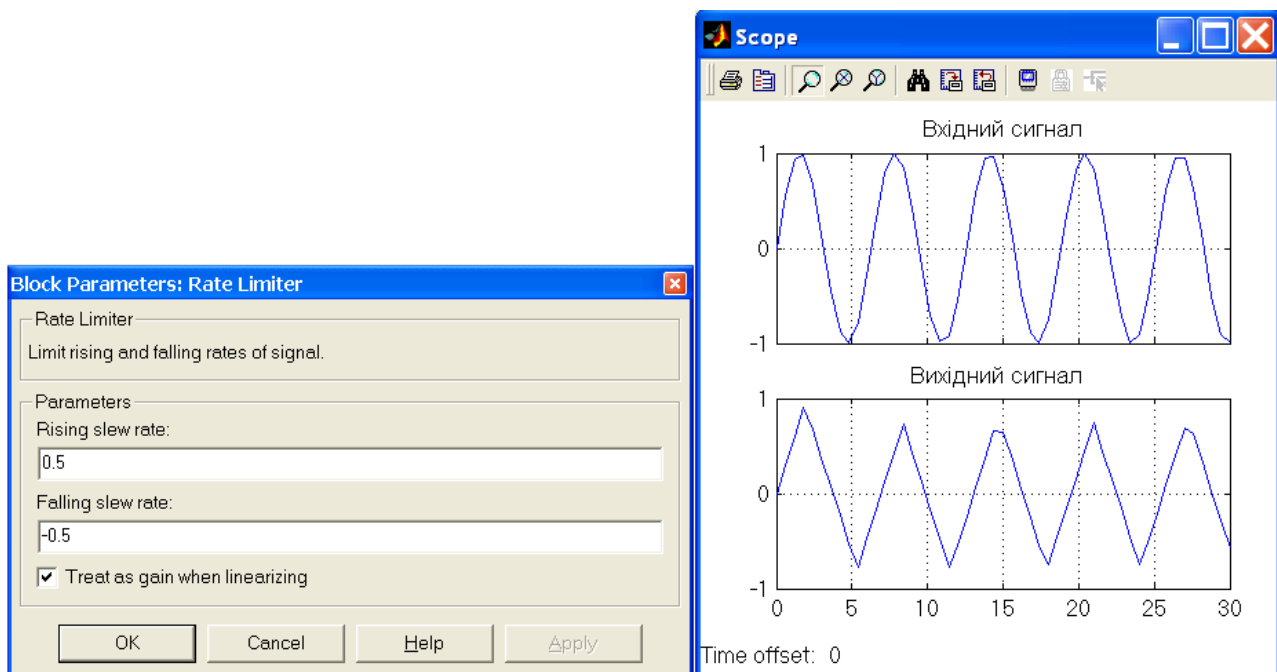 Block Parameters: Rate Limiter
Rate Limiter
Limit rising and falling rates of signal.
Parameters
Rising slew rate:
0.5
Falling slew rate:
-0.5
Treat as gain when linearizing
OK
Cancel
Help
Apply
Scope
Вхідний сигнал
1
0
-1
Вихідний сигнал
1
0
-1
0 5 10 15 20 25 30
Time offset: 0